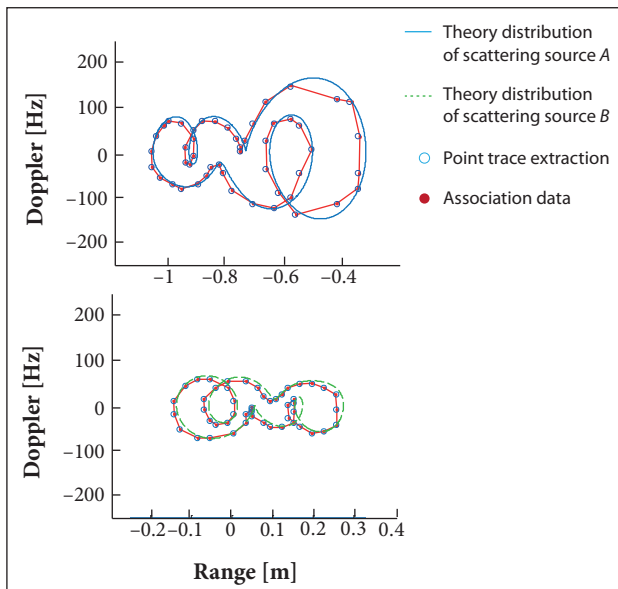 200
100
0
−100
−200
Doppler [Hz]
−1
−0.8
−0.6
−0.4
Theory distribution
of scattering source A
Theory distribution
of scattering source B
Point trace extraction
Association data
200
100
0
−100
−200
Doppler [Hz]
−0.2
−0.1
0
0.1
0.2
0.3
0.4
Range [m]